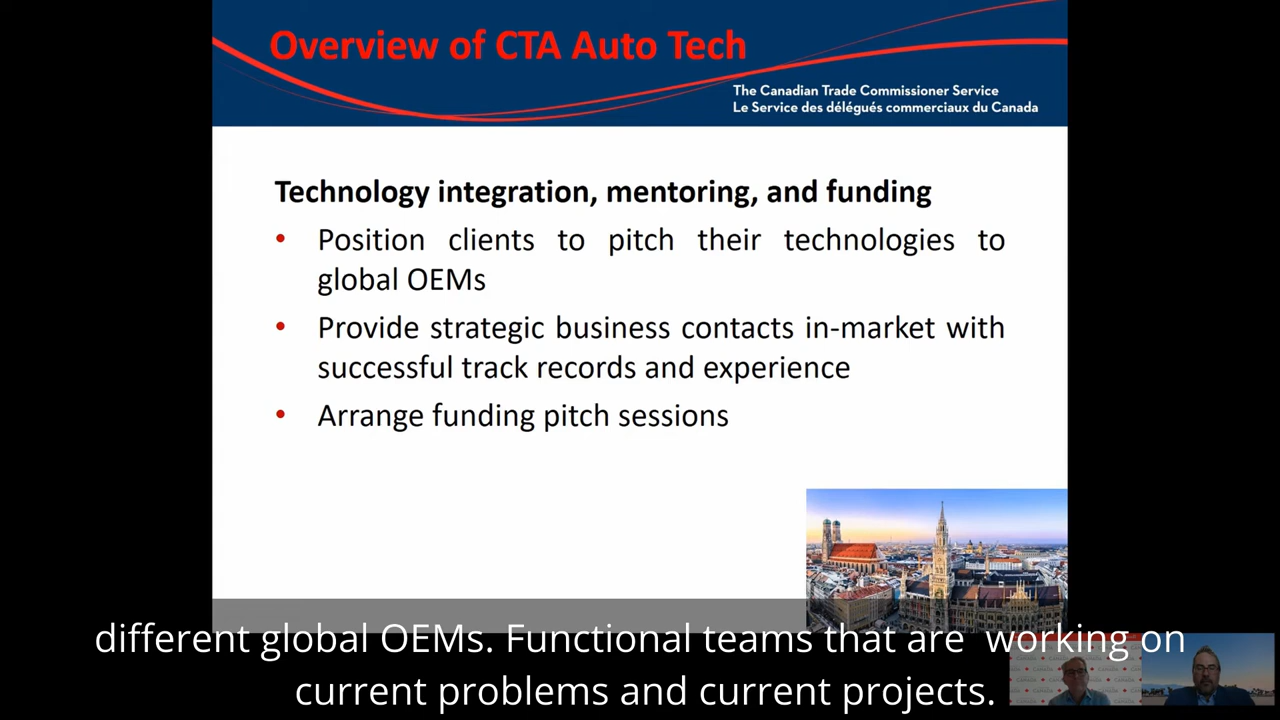 Overview of CTA Auto Tech
The Canadian Trade Commissioner Service
Le Service des délégués commerciaux du Canada
Technology integration, mentoring, and funding
• Position clients to pitch their technologies to
global OEMs
• Provide strategic business contacts in-market with
successful track records and experience
• Arrange funding pitch sessions
different global OEMs. Functional teams that are working on
current problems and current projects.